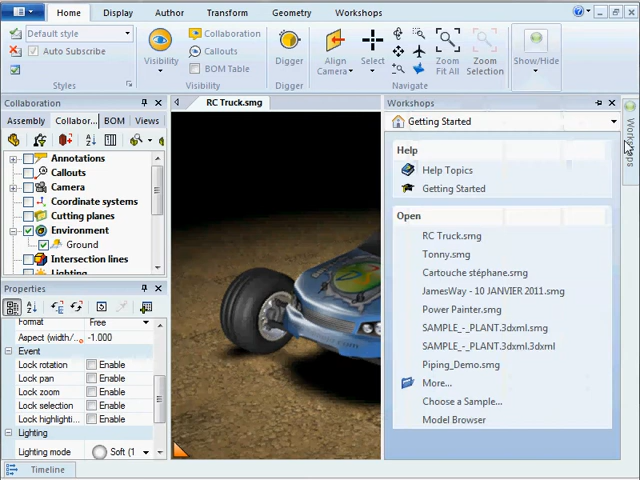 Home Display Author Transform Geometry Workshops
Default style
Auto Subscribe
Styles
Visibility
Collaboration
Callouts
BOM Table
Visibility
Digger
Digger
Align Camera
Select
Zoom Fit All
Zoom Selection
Navigate
Show/Hide
Collaboration
RC Truck.smg
Workshops
Workshops
Assembly Collabor... BOM Views
Getting Started
Annotations
Callouts
Camera
Coordinate systems
Cutting planes
Environment
Ground
Intersection lines
Lighting
Help
Help Topics
Getting Started
Open
RC Truck.smg
Tonny.smg
Cartouche stéphane.smg
JamesWay - 10 JANVIER 2011.smg
Power Painter.smg
SAMPLE_-_PLANT.3dxml.smg
SAMPLE_-_PLANT.3dxml.3dxml
Piping_Demo.smg
More...
Choose a Sample...
Model Browser
Properties
Format Free
Aspect (width/... -1.000
Event
Lock rotation Enable
Lock pan Enable
Lock zoom Enable
Lock selection Enable
Lock highlighti... Enable
Lighting
Lighting mode Soft (1
Timeline